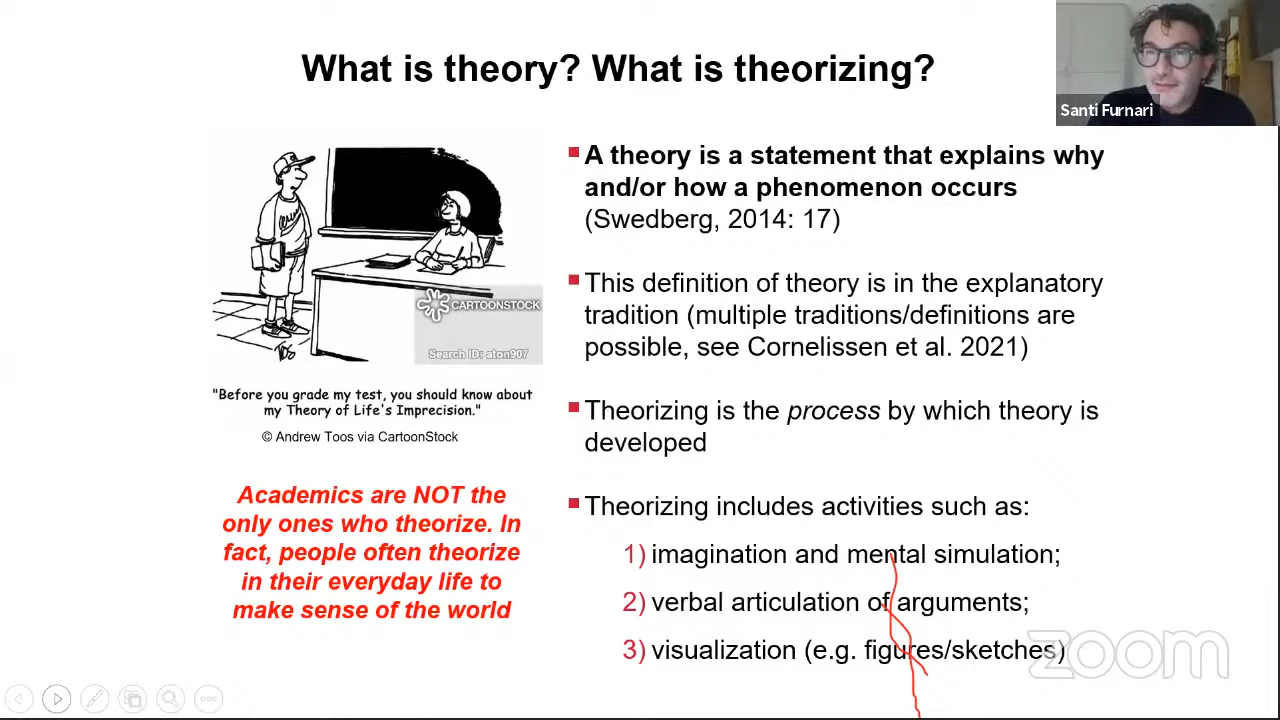 What is theory? What is theorizing?
Santi Furnari
A theory is a statement that explains why
and/or how a phenomenon occurs
(Swedberg, 2014: 17)
This definition of theory is in the explanatory
tradition (multiple traditions/definitions are
possible, see Cornelissen et al. 2021)
Theorizing is the process by which theory is
developed
Theorizing includes activities such as:
1) imagination and mental simulation;
2) verbal articulation of arguments;
3) visualization (e.g. figures/sketches)
CARTOONSTOCK
Search ID: aton907
"Before you grade my test, you should know about
my Theory of Life's Imprecision."
© Andrew Toos via CartoonStock
Academics are NOT the
only ones who theorize. In
fact, people often theorize
in their everyday life to
make sense of the world
zoom